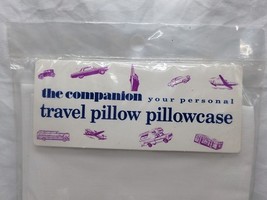 the companion your personal
travel pillow pillowcase